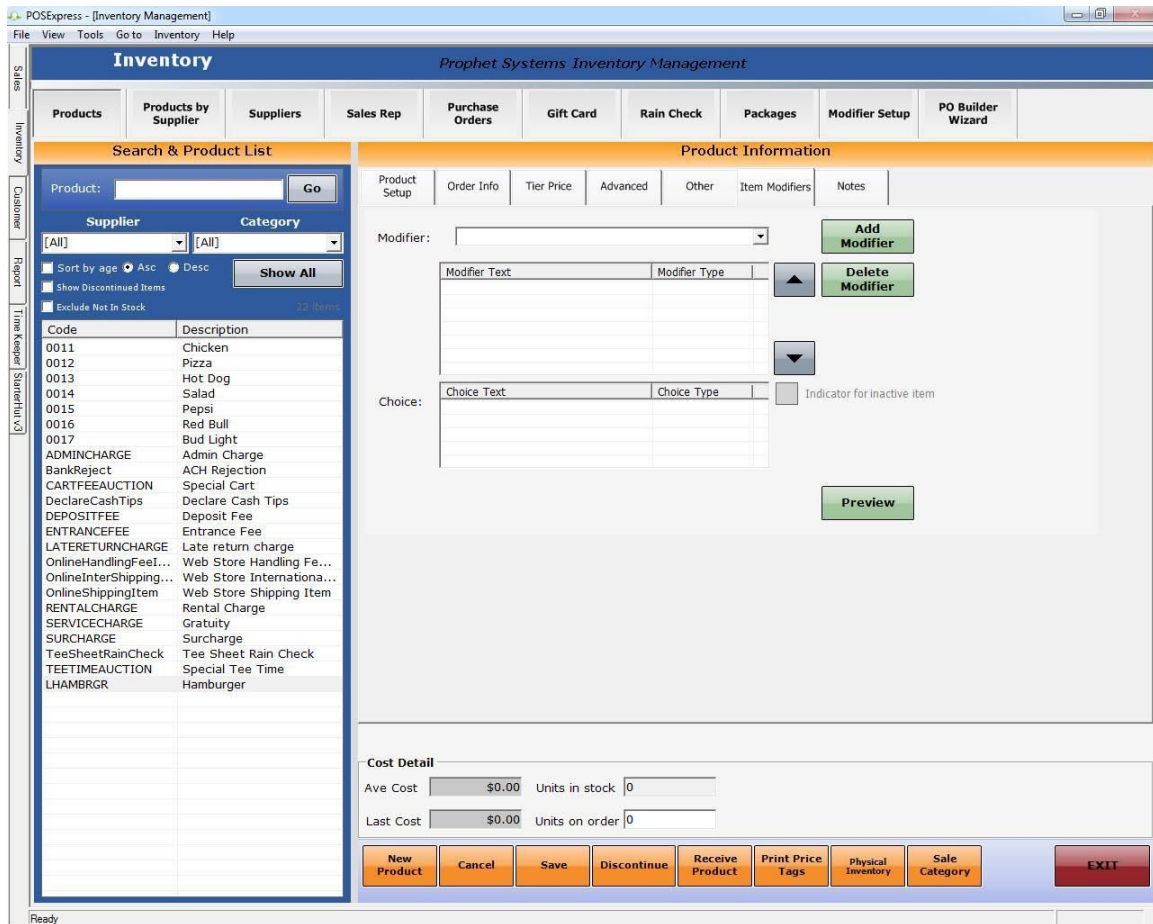 POSExpress - [Inventory Management]
File View Tools Go to Inventory Help
Sales
Inventory
Customer
Report
Time Keeper
StarterHut v3
Inventory
Prophet Systems Inventory Management
Products
Products by Supplier
Suppliers
Sales Rep
Purchase Orders
Gift Card
Rain Check
Packages
Modifier Setup
PO Builder Wizard
Search & Product List
Product:
Go
Supplier Category
[All] [All]
Sort by age Asc Desc
Show All
Show Discontinued Items
Exclude Not In Stock
22 items
Code Description
0011 Chicken
0012 Pizza
0013 Hot Dog
0014 Salad
0015 Pepsi
0016 Red Bull
0017 Bud Light
ADMINCHARGE Admin Charge
BankReject ACH Rejection
CARTFEEAUCTION Special Cart
DeclareCashTips Declare Cash Tips
DEPOSITFEE Deposit Fee
ENTRANCEFEE Entrance Fee
LATERETURNCHARGE Late return charge
OnlineHandlingFeeI... Web Store Handling Fe...
OnlineInterShipping... Web Store Internationa...
OnlineShippingItem Web Store Shipping Item
RENTALCHARGE Rental Charge
SERVICECHARGE Gratuity
SURCHARGE Surcharge
TeeSheetRainCheck Tee Sheet Rain Check
TEETIMEAUCTION Special Tee Time
LHAMBRGR Hamburger
Product Information
Product Setup
Order Info
Tier Price
Advanced
Other
Item Modifiers
Notes
Modifier:
Add Modifier
Modifier Text Modifier Type
Delete Modifier
Choice:
Choice Text Choice Type
Indicator for inactive item
Preview
Cost Detail
Ave Cost $0.00 Units in stock 0
Last Cost $0.00 Units on order 0
New Product
Cancel
Save
Discontinue
Receive Product
Print Price Tags
Physical Inventory
Sale Category
EXIT
Ready